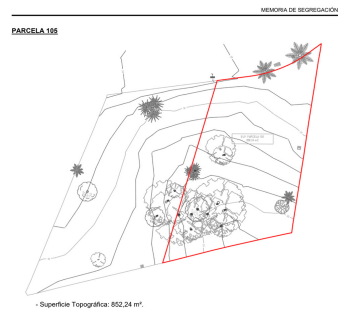 MEMORIA DE SEGREGACIÓN
PARCELA 105
- Superficie Topográfica: 852,24 m².